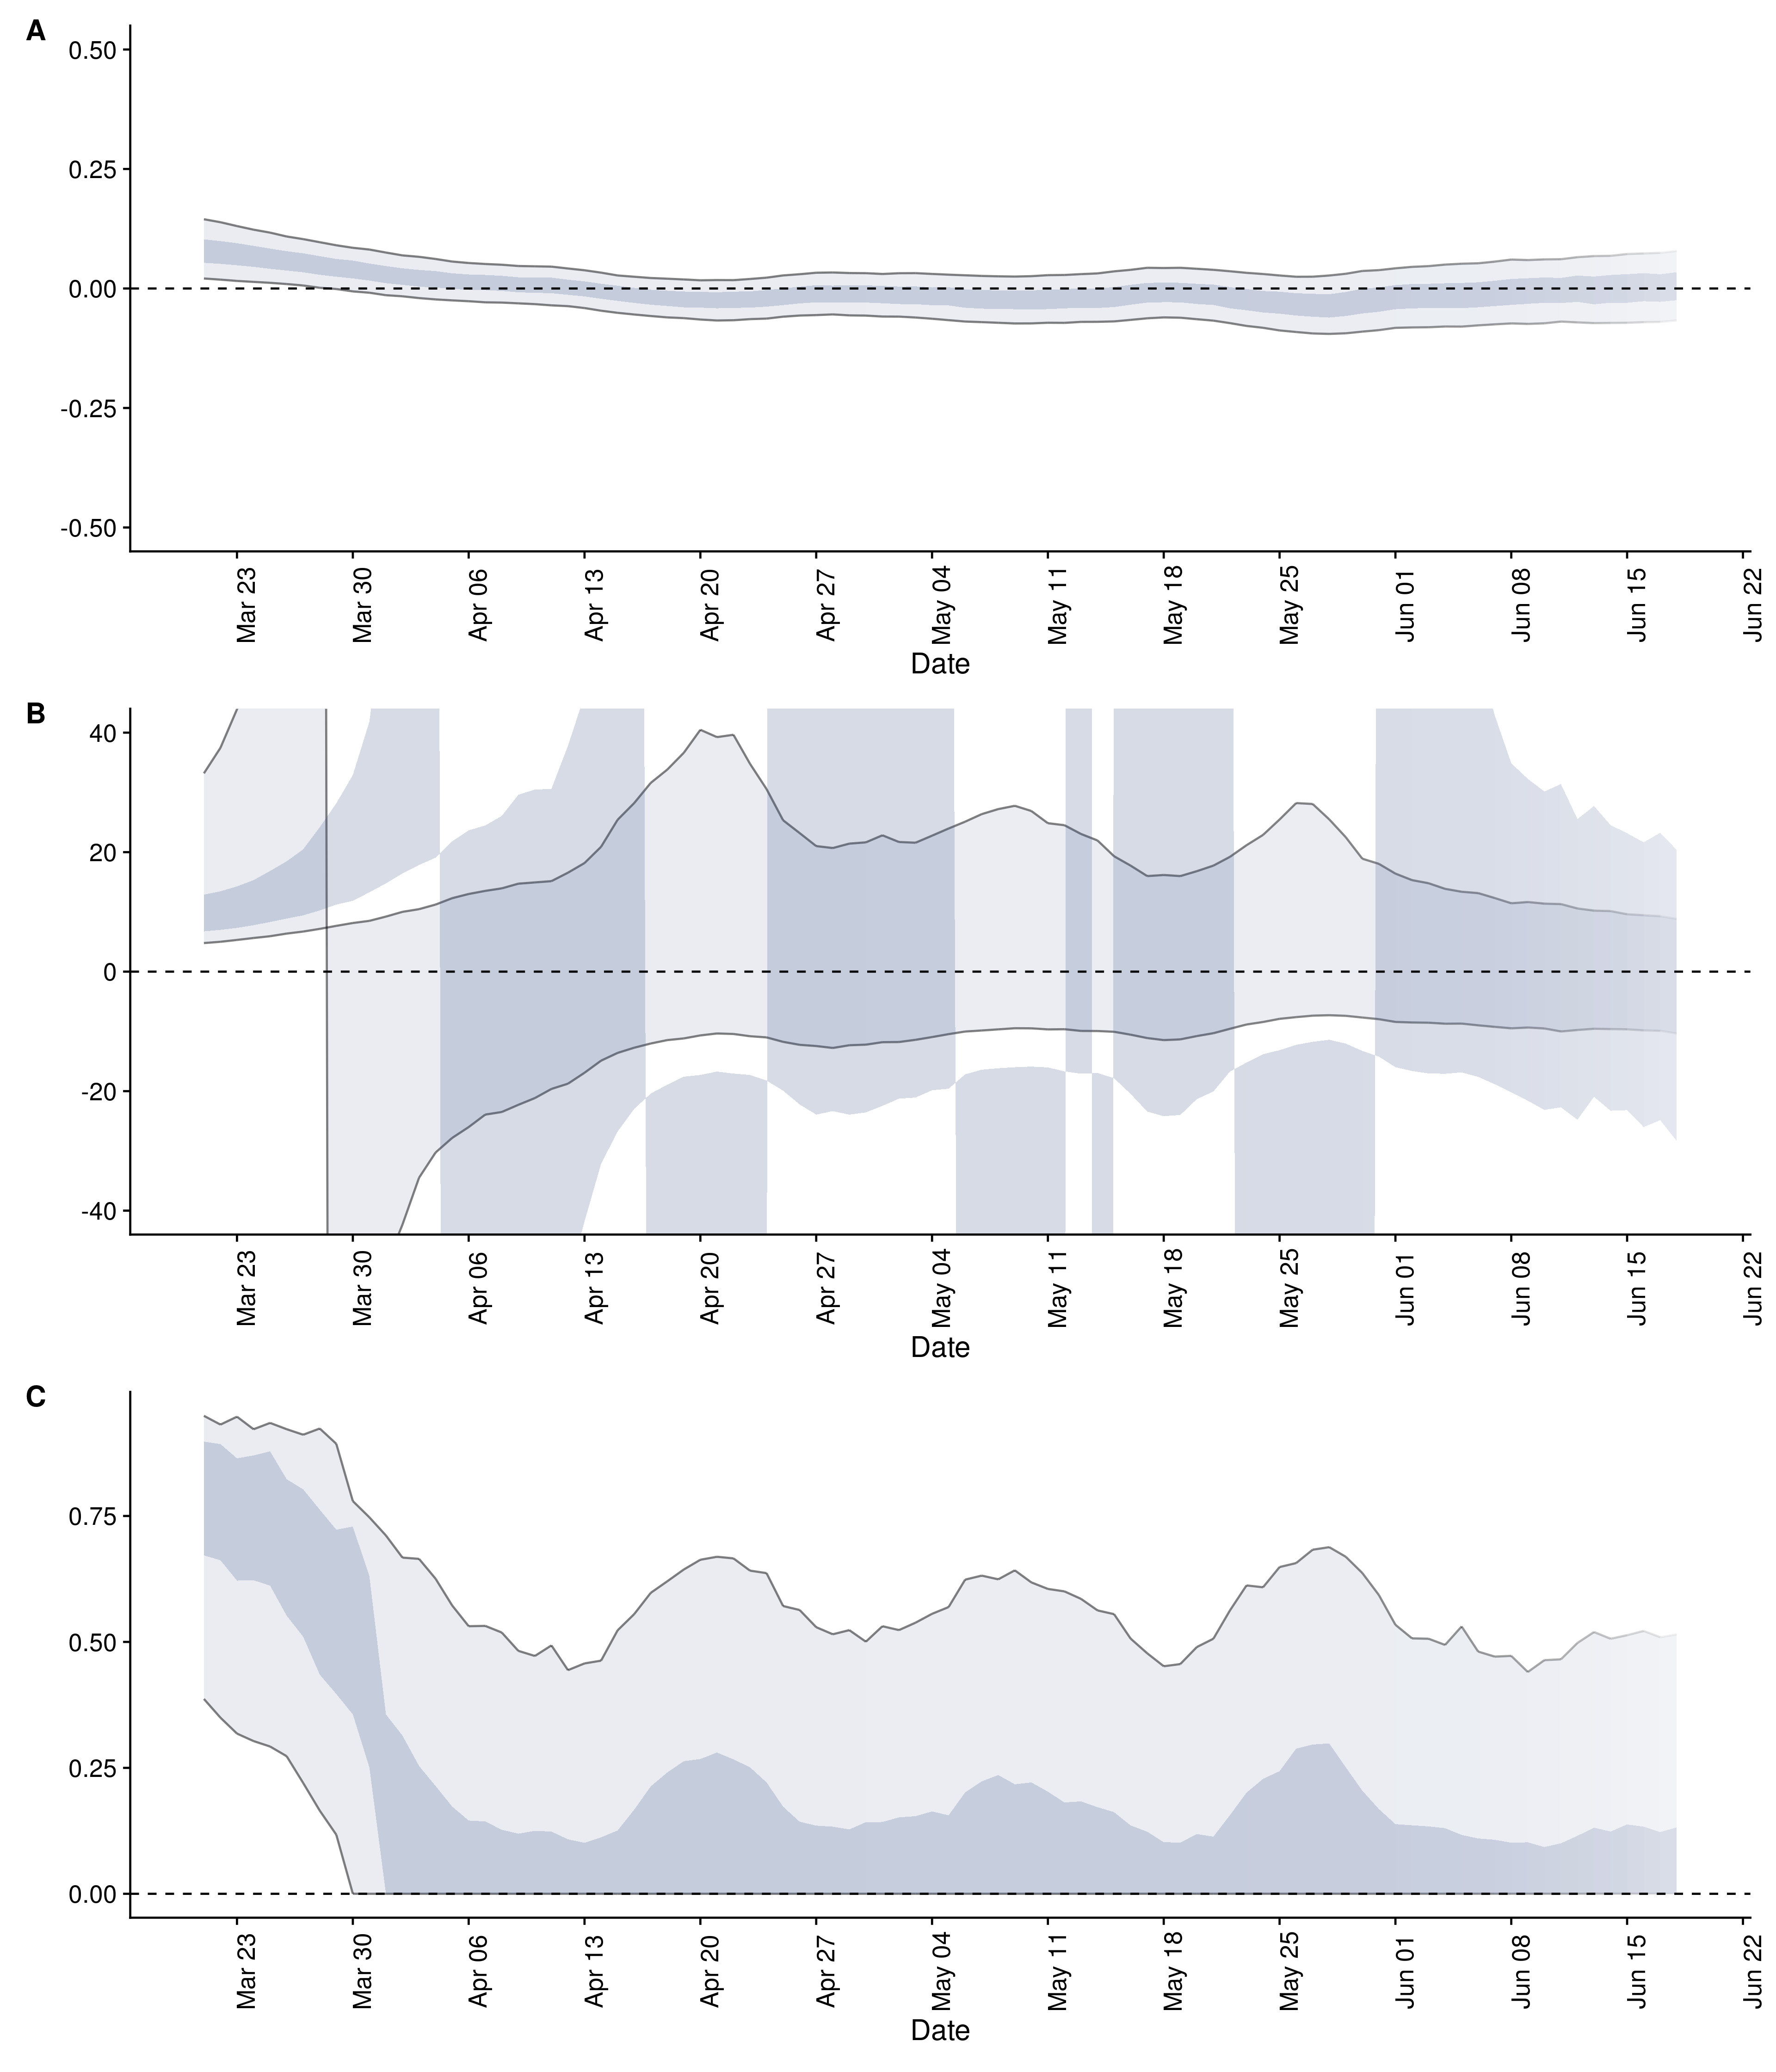 A
0.50
0.25
0.00
-0.25
-0.50
Mar 23
Mar 30
Apr 06
Apr 13
Apr 20
Apr 27
May 04
May 11
May 18
May 25
Jun 01
Jun 08
Jun 15
Jun 22
Date
B
40
20
0
-20
-40
Mar 23
Mar 30
Apr 06
Apr 13
Apr 20
Apr 27
May 04
May 11
May 18
May 25
Jun 01
Jun 08
Jun 15
Jun 22
Date
C
0.75
0.50
0.25
0.00
Mar 23
Mar 30
Apr 06
Apr 13
Apr 20
Apr 27
May 04
May 11
May 18
May 25
Jun 01
Jun 08
Jun 15
Jun 22
Date